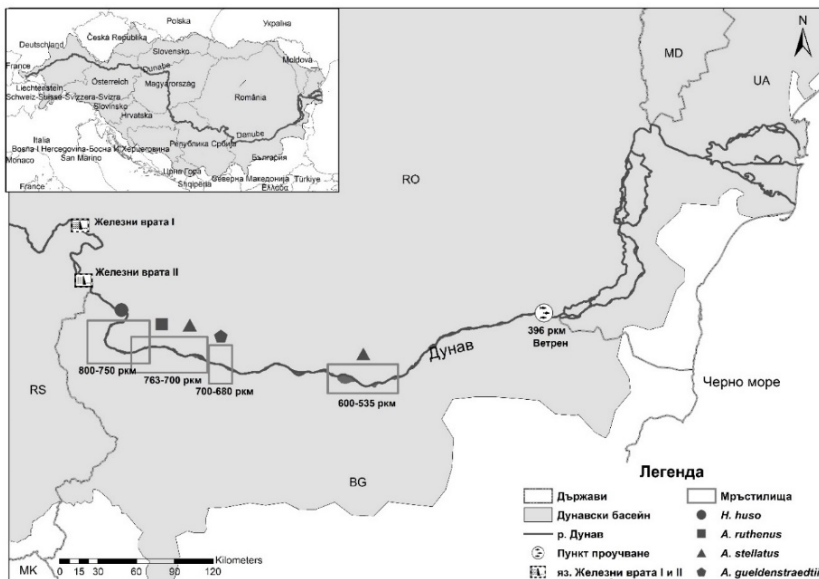 Polska
Україна
Česká Republika
Deutschland
Slovensko
Moldova
France
Danube
Liechtenstein
Österreich
Magyarország
Schweiz-Suisse-Svizzera-Svizra
România
Slovinsko
Hrvatska
Italia
Danube
Bosna I Hercegovina-Босна И Херцеговина
Република Србија
Monaco
San Marino
България
Црна Гора
Северна Македонија
Türkiye
France
Shqipëria
Ελλάδα
N
MD
UA
RO
Железни врата I
Железни врата II
396 ркм
Ветрен
Дунав
800-750 ркм
763-700 ркм
700-680 ркм
600-535 ркм
Черно море
RS
BG
MK
Легенда
Държави
Мръстилища
Дунавски басейн
H. huso
р. Дунав
A. ruthenus
Пункт проучване
A. stellatus
яз. Железни врата I и II
A. gueldenstraedtii
Kilometers
0 15 30 60 90 120